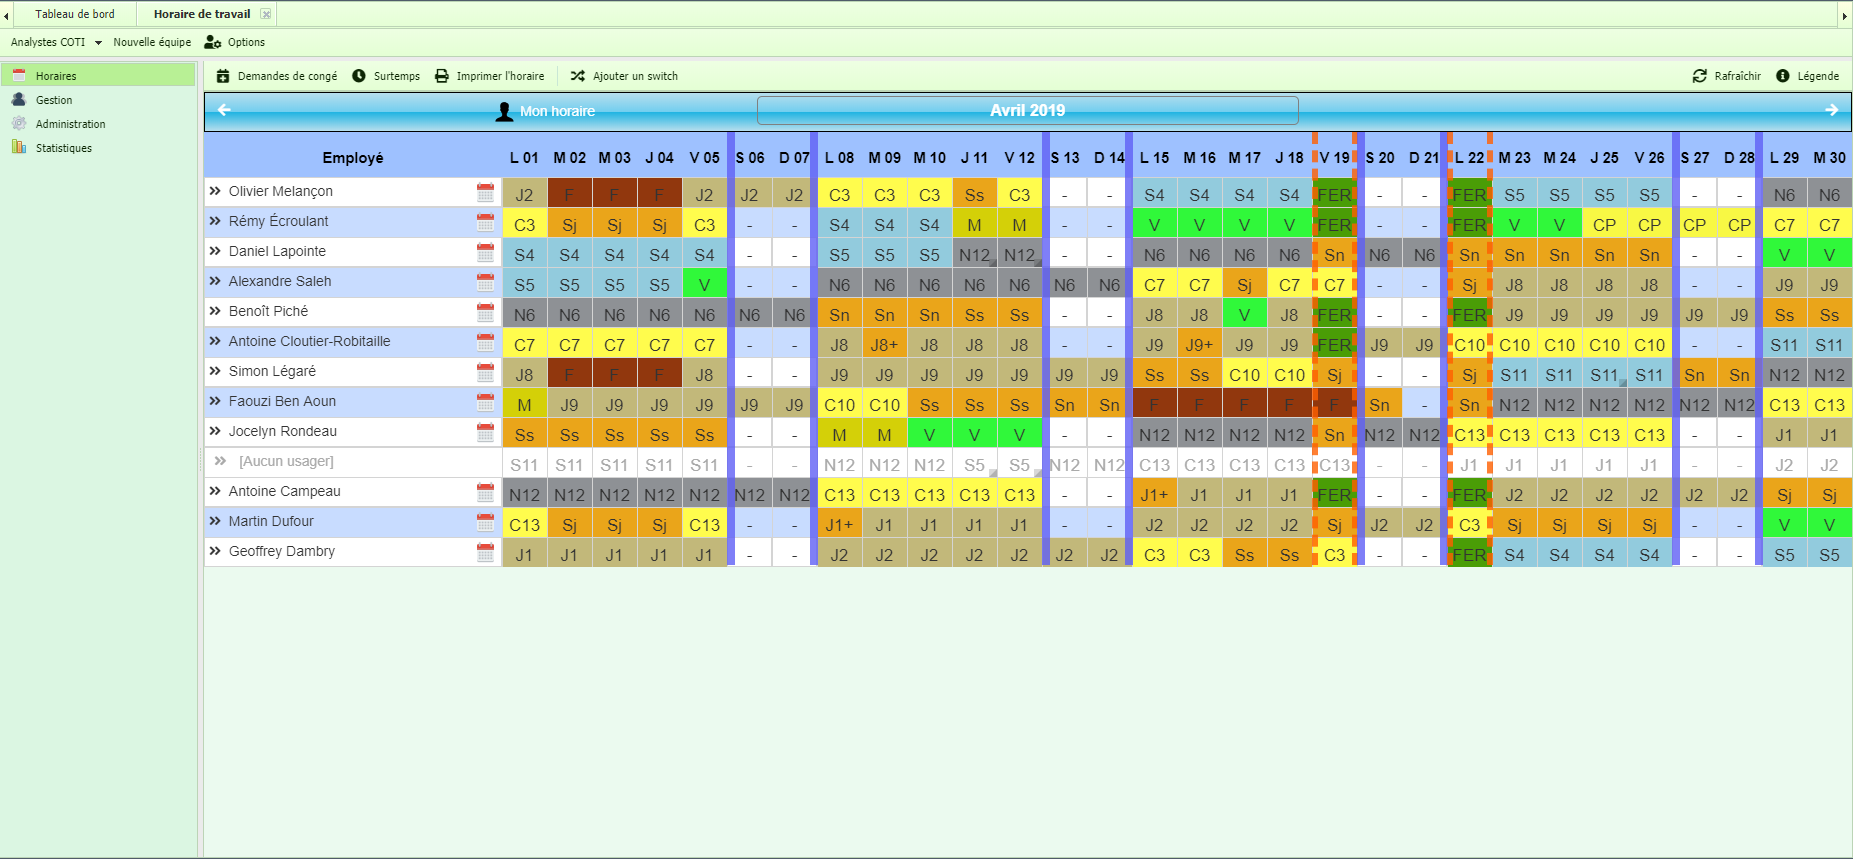 Tableau de bord Horaire de travail
Analystes COTI Nouvelle équipe Options
Horaires
Gestion
Administration
Statistiques
Demandes de congé Surtemps Imprimer l'horaire Ajouter un switch Rafraîchir Légende
Mon horaire Avril 2019
Employé L 01 M 02 M 03 J 04 V 05 S 06 D 07 L 08 M 09 M 10 J 11 V 12 S 13 D 14 L 15 M 16 M 17 J 18 V 19 S 20 D 21 L 22 M 23 M 24 J 25 V 26 S 27 D 28 L 29 M 30
Olivier Melançon J2 F F F J2 J2 J2 C3 C3 C3 Ss C3 - - S4 S4 S4 S4 FER - - FER S5 S5 S5 S5 - - N6 N6
Rémy Écroulant C3 Sj Sj Sj C3 - - S4 S4 S4 M M - - V V V V FER - - FER V V CP CP CP CP C7 C7
Daniel Lapointe S4 S4 S4 S4 S4 - - S5 S5 S5 N12 N12 - - N6 N6 N6 N6 Sn N6 N6 Sn Sn Sn Sn Sn - - V V
Alexandre Saleh S5 S5 S5 S5 V - - N6 N6 N6 N6 N6 N6 N6 C7 C7 Sj C7 C7 - - Sj J8 J8 J8 J8 - - J9 J9
Benoît Piché N6 N6 N6 N6 N6 N6 N6 Sn Sn Sn Ss Ss - - J8 J8 V J8 FER - - FER J9 J9 J9 J9 J9 J9 Ss Ss
Antoine Cloutier-Robitaille C7 C7 C7 C7 C7 - - J8 J8+ J8 J8 J8 - - J9 J9+ J9 J9 FER J9 J9 C10 C10 C10 C10 C10 - - S11 S11
Simon Légaré J8 F F F J8 - - J9 J9 J9 J9 J9 J9 J9 Ss Ss C10 C10 Sj - - Sj S11 S11 S11 S11 Sn Sn N12 N12
Faouzi Ben Aoun M J9 J9 J9 J9 J9 J9 C10 C10 Ss Ss Ss Sn Sn F F F F F Sn - Sn N12 N12 N12 N12 N12 N12 C13 C13
Jocelyn Rondeau Ss Ss Ss Ss Ss - - M M V V V - - N12 N12 N12 N12 Sn N12 N12 C13 C13 C13 C13 C13 - - J1 J1
[Aucun usager] S11 S11 S11 S11 S11 - - N12 N12 N12 S5 S5 N12 N12 C13 C13 C13 C13 C13 - - J1 J1 J1 J1 J1 - - J2 J2
Antoine Campeau N12 N12 N12 N12 N12 N12 N12 C13 C13 C13 C13 C13 - - J1+ J1 J1 J1 FER - - FER J2 J2 J2 J2 J2 J2 Sj Sj
Martin Dufour C13 Sj Sj Sj C13 - - J1+ J1 J1 J1 J1 - - J2 J2 J2 J2 Sj J2 J2 C3 Sj Sj Sj Sj - - V V
Geoffrey Dambry J1 J1 J1 J1 J1 - - J2 J2 J2 J2 J2 J2 J2 C3 C3 Ss Ss C3 - - FER S4 S4 S4 S4 - - S5 S5